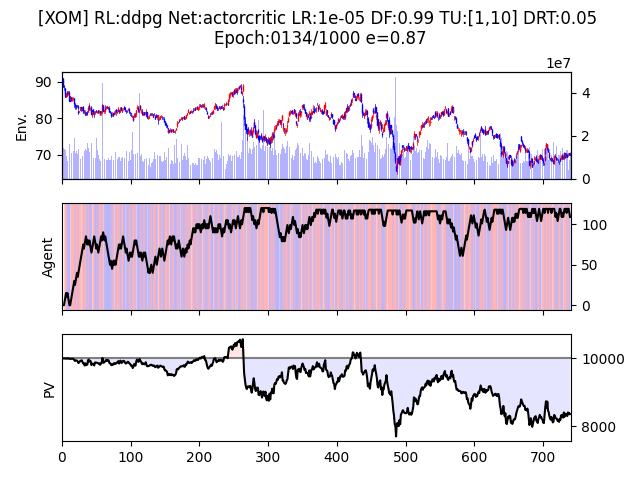 [XOM] RL:ddpg Net:actorcritic LR:1e-05 DF:0.99 TU:[1,10] DRT:0.05
Epoch:0134/1000 e=0.87
1e7
Env.
90
80
70
4
2
0
Agent
100
50
0
PV
10000
8000
0 100 200 300 400 500 600 700